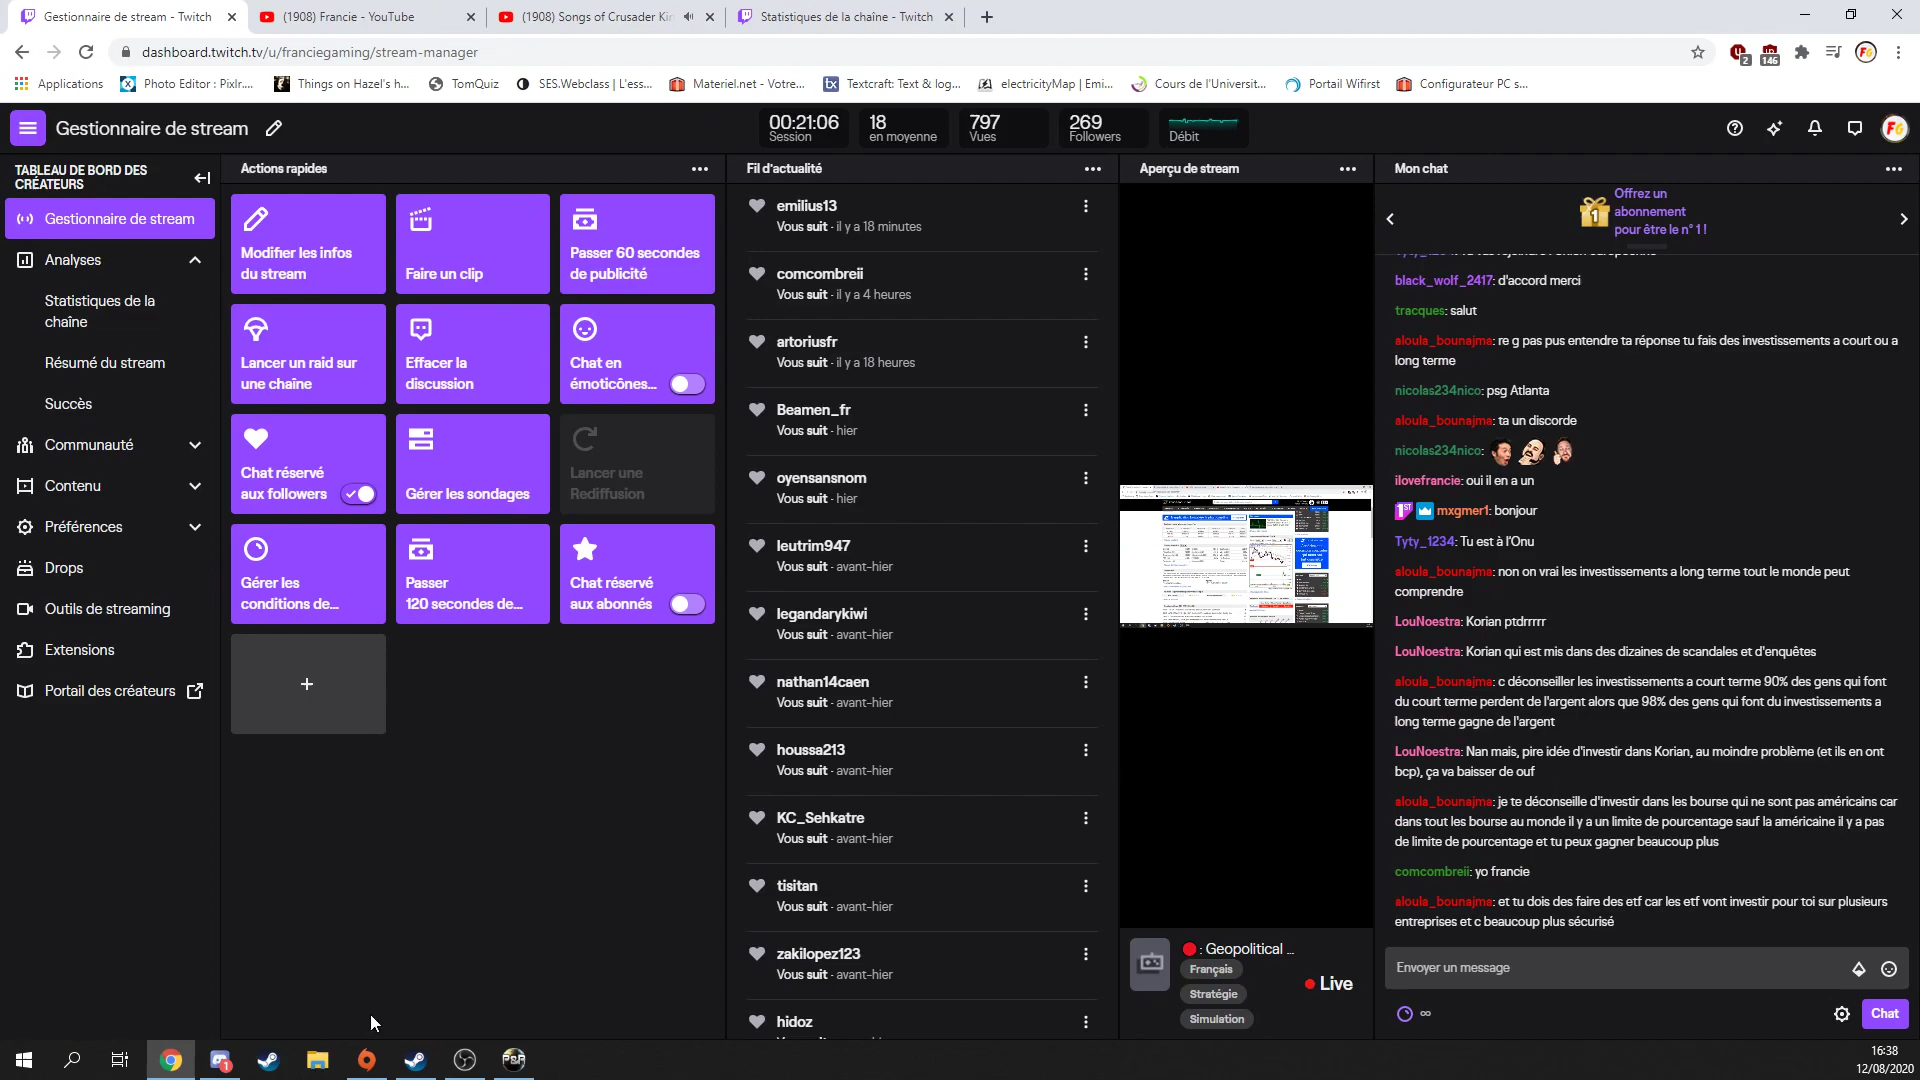 Gestionnaire de stream - Twitch
(1908) Francie - YouTube
(1908) Songs of Crusader Kin
Statistiques de la chaîne - Twitch
dashboard.twitch.tv/u/franciegaming/stream-manager
2
146
Applications
Photo Editor : Pixlr....
Things on Hazel's h...
TomQuiz
SES.Webclass | L'ess...
Materiel.net - Votre...
Textcraft: Text & log...
electricityMap | Emi...
Cours de l'Universit...
Portail Wifirst
Configurateur PC s...
Gestionnaire de stream
00:21:06
Session
18
en moyenne
797
Vues
269
Followers
Débit
TABLEAU DE BORD DES
CRÉATEURS
Gestionnaire de stream
Analyses
Statistiques de la
chaîne
Résumé du stream
Succès
Communauté
Contenu
Préférences
Drops
Outils de streaming
Extensions
Portail des créateurs
Actions rapides
Modifier les infos
du stream
Faire un clip
Passer 60 secondes
de publicité
Lancer un raid sur
une chaîne
Effacer la
discussion
Chat en
émoticônes...
Chat réservé
aux followers
Gérer les sondages
Lancer une
Rediffusion
Gérer les
conditions de...
Passer
120 secondes de...
Chat réservé
aux abonnés
Fil d'actualité
emilius13
Vous suit - il y a 18 minutes
comcombreii
Vous suit - il y a 4 heures
artoriusfr
Vous suit - il y a 18 heures
Beamen_fr
Vous suit - hier
oyensansnom
Vous suit - hier
leutrim947
Vous suit - avant-hier
legandarykiwi
Vous suit - avant-hier
nathan14caen
Vous suit - avant-hier
houssa213
Vous suit - avant-hier
KC_Sehkatre
Vous suit - avant-hier
tisitan
Vous suit - avant-hier
zakilopez123
Vous suit - avant-hier
hidoz
Aperçu de stream
: Geopolitical ...
Français
Stratégie
Simulation
Live
Mon chat
1
Offrez un
abonnement
pour être le n° 1 !
black_wolf_2417: d'accord merci
tracques: salut
aloula_bounajma: re g pas pus entendre ta réponse tu fais des investissements a court ou a
long terme
nicolas234nico: psg Atlanta
aloula_bounajma: ta un discorde
nicolas234nico:
ilovefrancie: oui il en a un
1ST mxgmer1: bonjour
Tyty_1234: Tu est à l'Onu
aloula_bounajma: non on vrai les investissements a long terme tout le monde peut
comprendre
LouNoestra: Korian ptdrrrrr
LouNoestra: Korian qui est mis dans des dizaines de scandales et d'enquêtes
aloula_bounajma: c déconseiller les investissements a court terme 90% des gens qui font
du court terme perdent de l'argent alors que 98% des gens qui font du investissements a
long terme gagne de l'argent
LouNoestra: Nan mais, pire idée d'investir dans Korian, au moindre problème (et ils en ont
bcp), ça va baisser de ouf
aloula_bounajma: je te déconseille d'investir dans les bourse qui ne sont pas américains car
dans tout les bourse au monde il y a un limite de pourcentage sauf la américaine il y a pas
de limite de pourcentage et tu peux gagner beaucoup plus
comcombreii: yo francie
aloula_bounajma: et tu dois des faire des etf car les etf vont investir pour toi sur plusieurs
entreprises et c beaucoup plus sécurisé
Envoyer un message
∞
Chat
1
16:38
12/08/2020